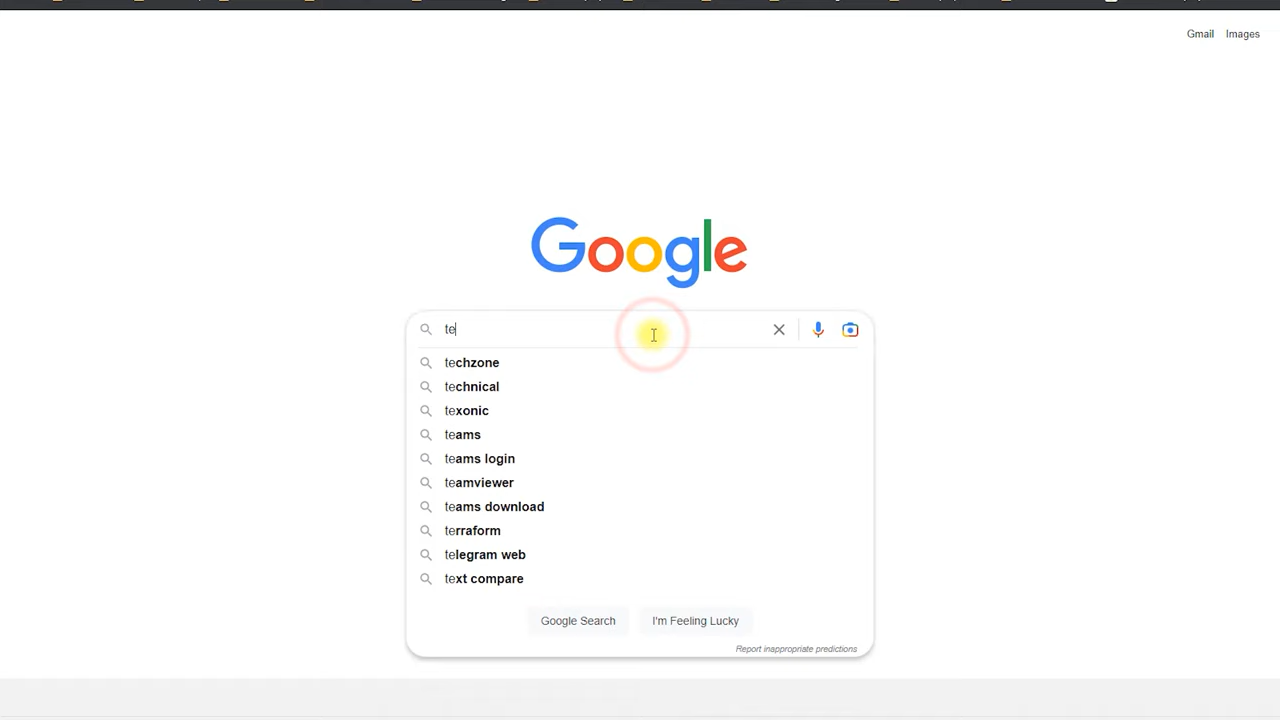 Gmail Images
Google
te
techzone
technical
texonic
teams
teams login
teamviewer
teams download
terraform
telegram web
text compare
Google Search I'm Feeling Lucky
Report inappropriate predictions